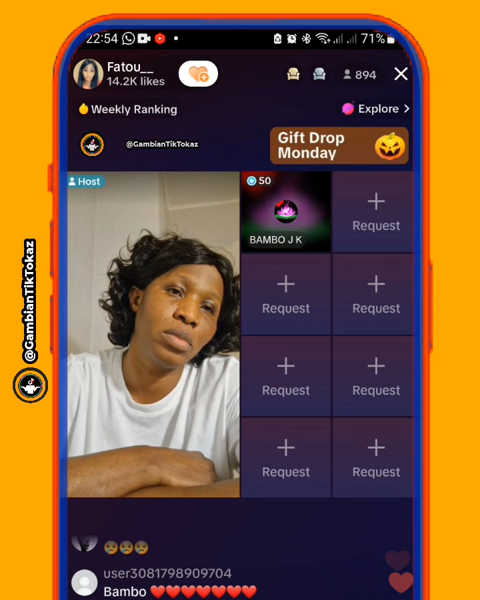 22:54
71%
Fatou__
14.2K likes
894
Weekly Ranking
Explore
@GambianTikTokaz
Gift Drop
Monday
Host
50
BAMBO J K
Request
Request
Request
Request
Request
Request
Request
@GambianTikTokaz
😢😢😢
user3081798909704
Bambo ❤️❤️❤️❤️❤️❤️❤️❤️